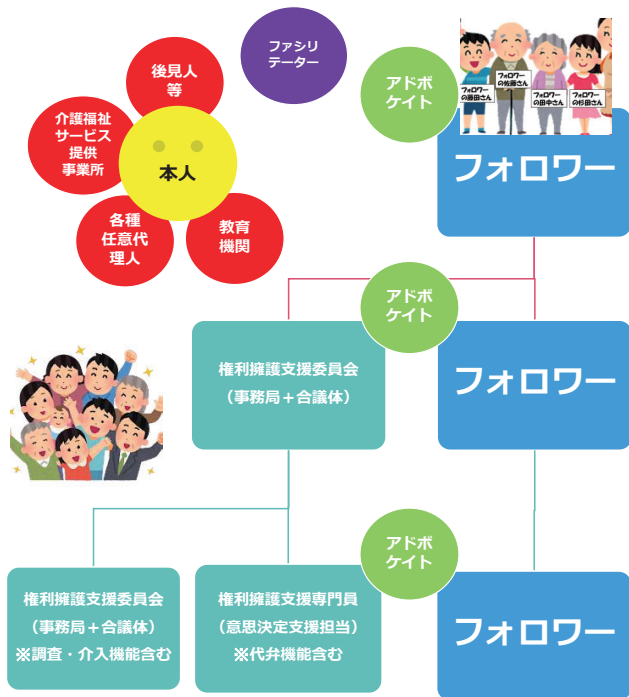 ファシリ
テーター
後見人
等
介護福祉
サービス
提供
事業所
本人
各種
任意代
理人
教育
機関
アドボ
ケイト
フォロワー
の藤田さん
フォロワー
の佐藤さん
フォロワー
の田中さん
フォロワー
の杉田さん
フォロワー
アドボ
ケイト
権利擁護支援委員会
（事務局＋合議体）
フォロワー
アドボ
ケイト
権利擁護支援委員会
（事務局＋合議体）
※調査・介入機能含む
権利擁護支援専門員
（意思決定支援担当）
※代弁機能含む
フォロワー